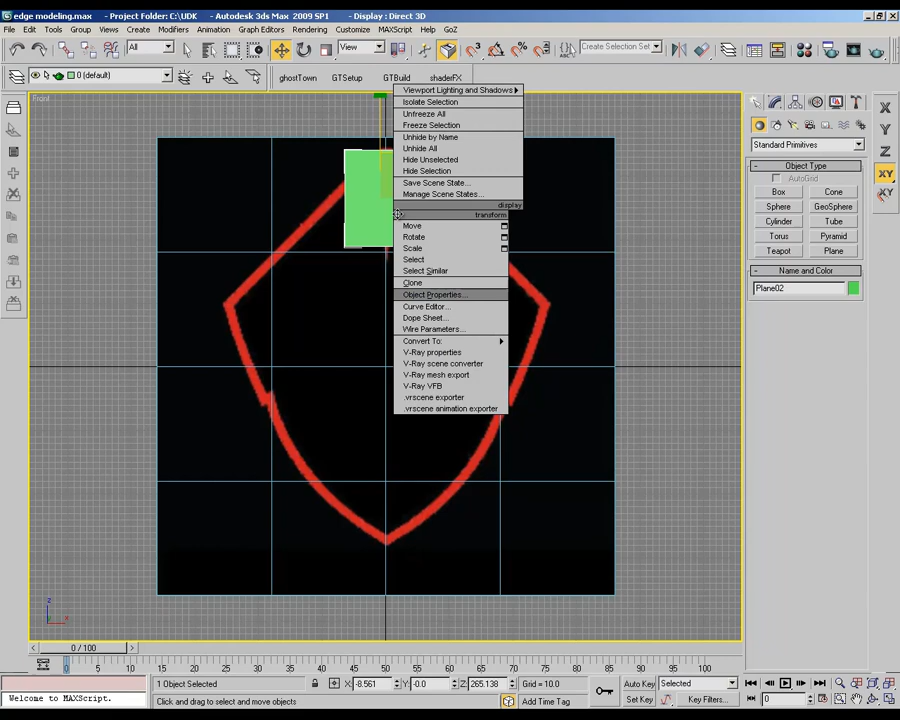 edge modeling.max - Project Folder: C:\UDK - Autodesk 3ds Max 2009 SP1 - Display : Direct 3D
File Edit Tools Group Views Create Modifiers Animation Graph Editors Rendering Customize MAXScript Help GoZ
All View Create Selection Set
0 (default) ghostTown GTSetup GTBuild shaderFX
Front
Viewport Lighting and Shadows
Isolate Selection
Unfreeze All
Freeze Selection
Unhide by Name
Unhide All
Hide Unselected
Hide Selection
Save Scene State...
Manage Scene States...
display
transform
Move
Rotate
Scale
Select
Select Similar
Clone
Object Properties...
Curve Editor...
Dope Sheet...
Wire Parameters...
Convert To:
V-Ray properties
V-Ray scene converter
V-Ray mesh export
V-Ray VFB
.vrscene exporter
.vrscene animation exporter
Standard Primitives
- Object Type
AutoGrid
Box Cone
Sphere GeoSphere
Cylinder Tube
Torus Pyramid
Teapot Plane
- Name and Color
Plane02
X
Y
Z
XY
XY
z
x
0 / 100
0 5 10 15 20 25 30 35 40 45 50 55 60 65 70 75 80 85 90 95 100
1 Object Selected X: -8.561 Y: -0.0 Z: 265.138 Grid = 10.0 Auto Key Selected
Welcome to MAXScript. Click and drag to select and move objects Add Time Tag Set Key Key Filters... 0